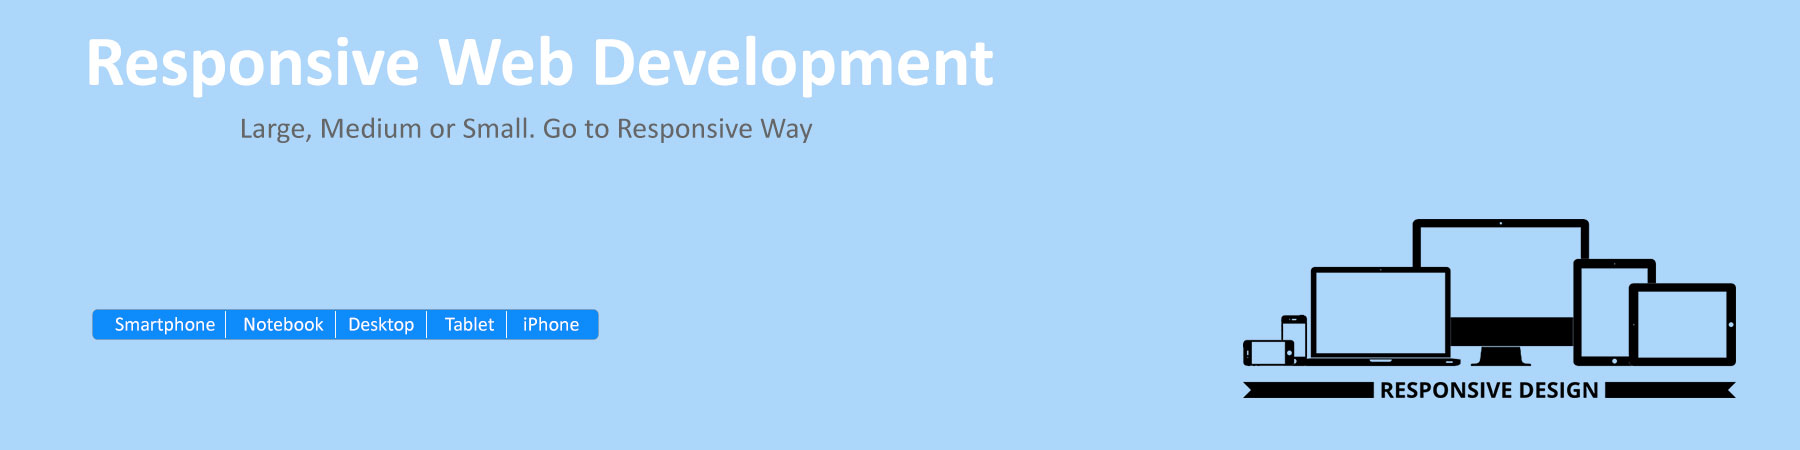 Responsive Web Development
Large, Medium or Small. Go to Responsive Way
Smartphone Notebook Desktop Tablet iPhone
RESPONSIVE DESIGN